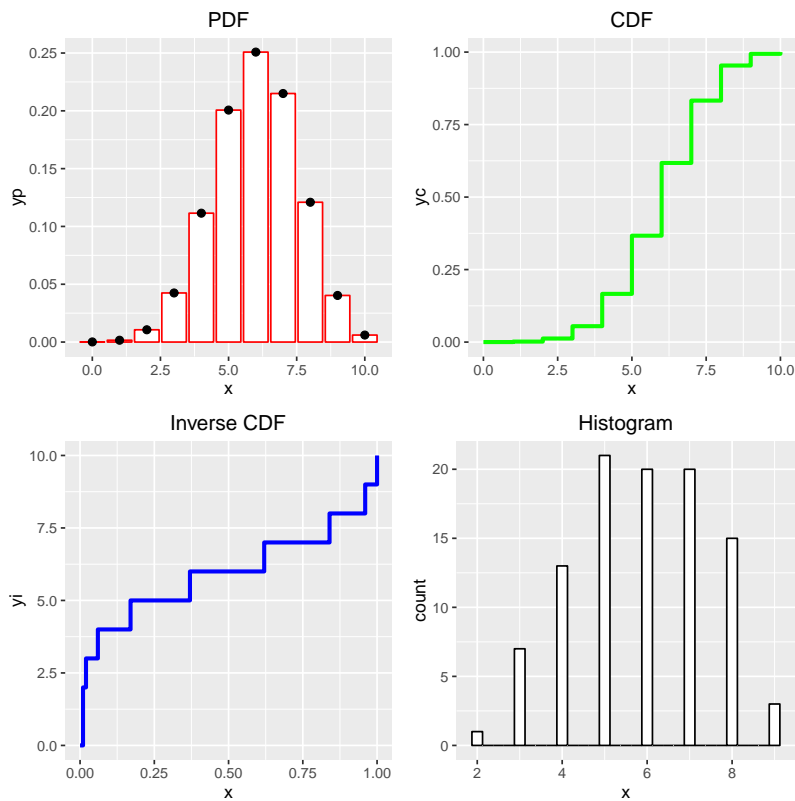 PDF
yp
0.25
0.20
0.15
0.10
0.05
0.00
0.0 2.5 5.0 7.5 10.0
x
CDF
yc
1.00
0.75
0.50
0.25
0.00
0.0 2.5 5.0 7.5 10.0
x
Inverse CDF
yi
10.0
7.5
5.0
2.5
0.0
0.00 0.25 0.50 0.75 1.00
x
Histogram
count
20
15
10
5
0
2 4 6 8
x